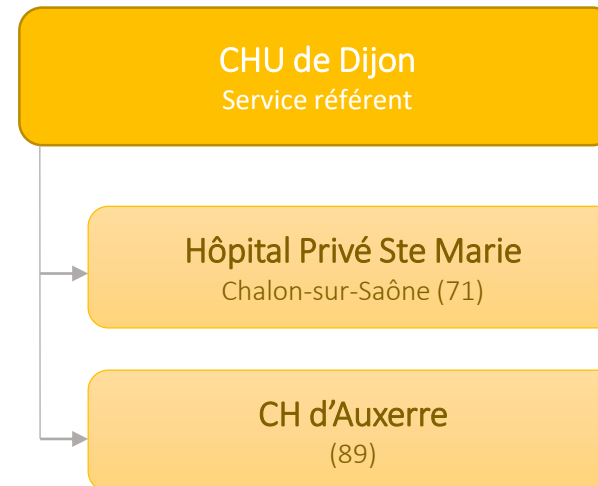 CHU de Dijon
Service référent
Hôpital Privé Ste Marie
Chalon-sur-Saône (71)
CH d’Auxerre
(89)